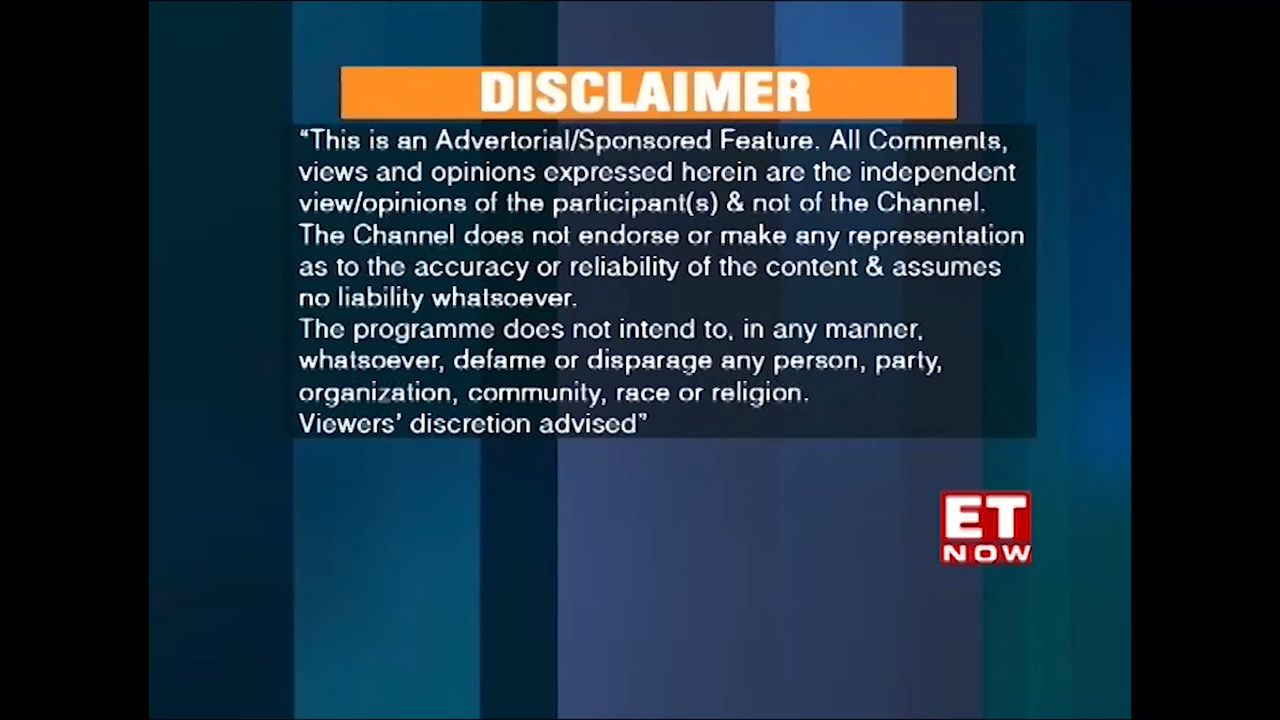 DISCLAIMER
“This is an Advertorial/Sponsored Feature. All Comments,
views and opinions expressed herein are the independent
view/opinions of the participant(s) & not of the Channel.
The Channel does not endorse or make any representation
as to the accuracy or reliability of the content & assumes
no liability whatsoever.
The programme does not intend to, in any manner,
whatsoever, defame or disparage any person, party,
organization, community, race or religion.
Viewers’ discretion advised”
ET
NOW